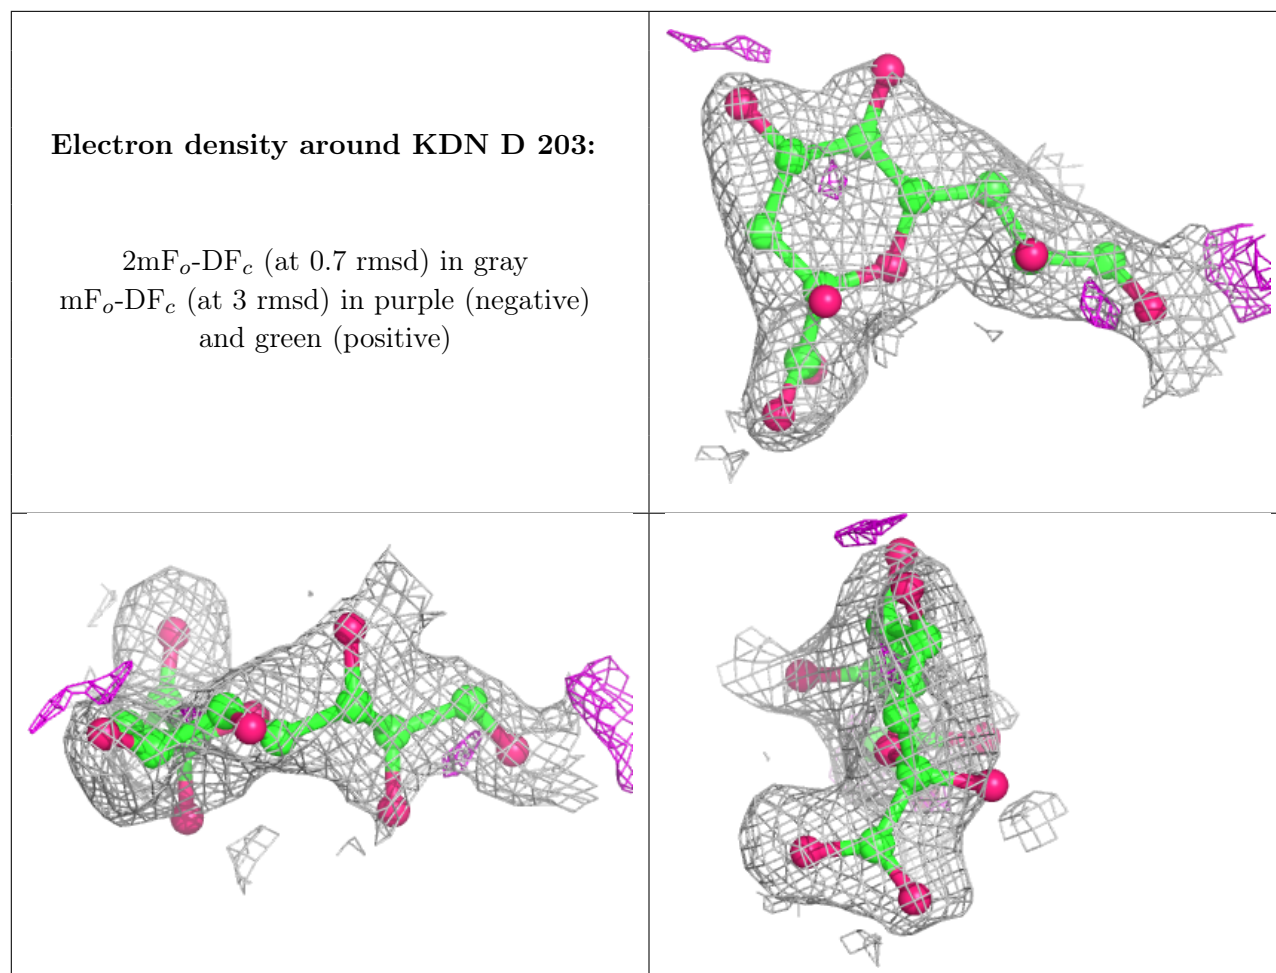 Electron density around KDN D 203:
2mFo-DFc (at 0.7 rmsd) in gray
mFo-DFc (at 3 rmsd) in purple (negative)
and green (positive)